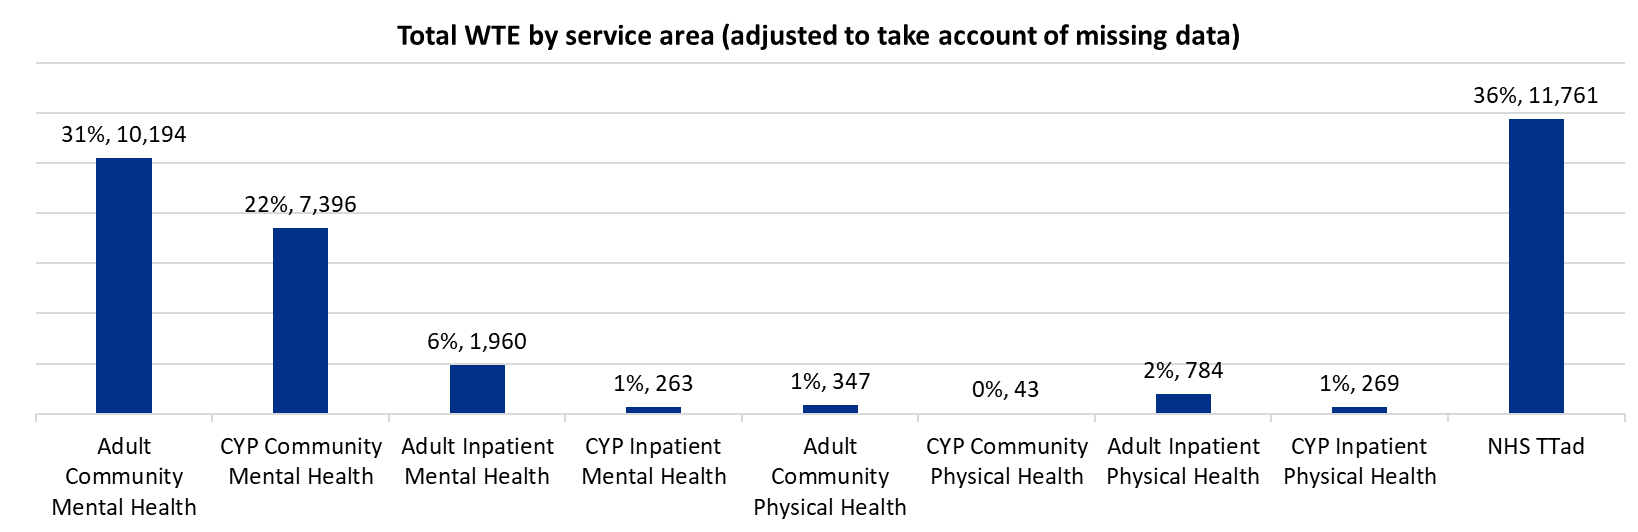 Total WTE by service area (adjusted to take account of missing data)
31%, 10,194
22%, 7,396
6%, 1,960
1%, 263
1%, 347
0%, 43
2%, 784
1%, 269
36%, 11,761
Adult
Community
Mental Health
CYP Community
Mental Health
Adult Inpatient
Mental Health
CYP Inpatient
Mental Health
Adult
Community
Physical Health
CYP Community
Physical Health
Adult Inpatient
Physical Health
CYP Inpatient
Physical Health
NHS TTad